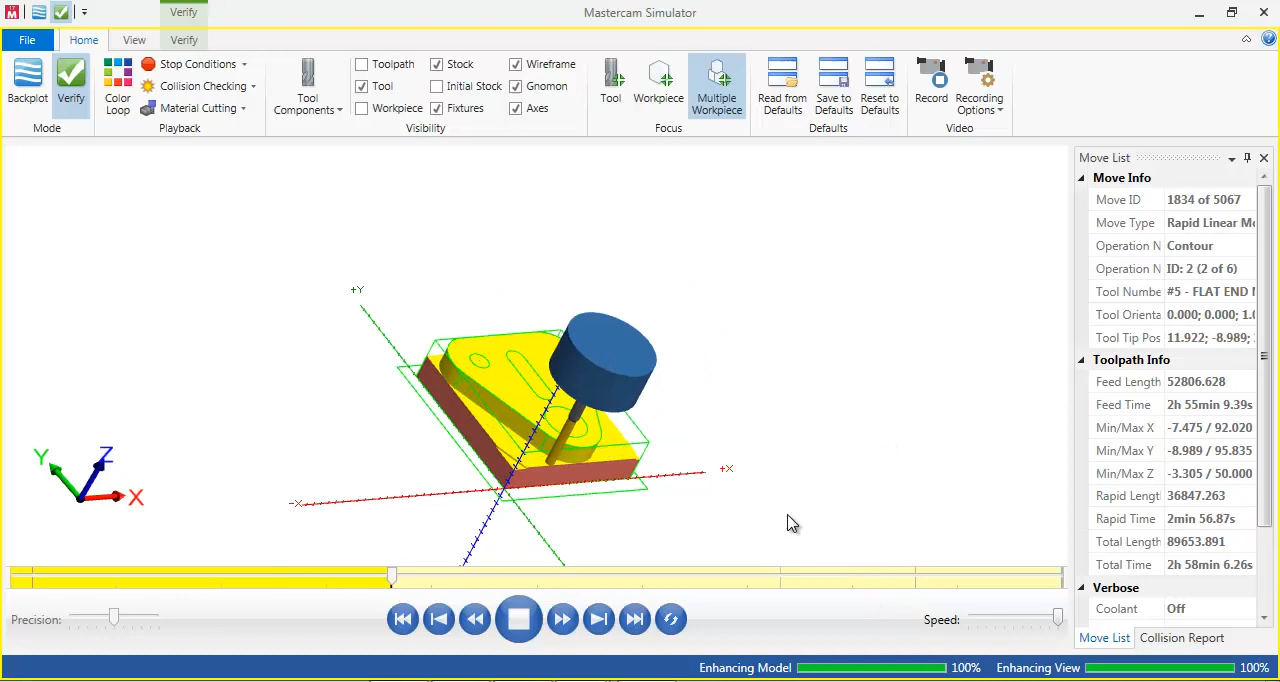 Verify
Mastercam Simulator
File
Home
View
Verify
Backplot
Verify
Mode
Color
Loop
Stop Conditions
Collision Checking
Material Cutting
Playback
Tool
Components
Toolpath
Tool
Workpiece
Stock
Initial Stock
Fixtures
Wireframe
Gnomon
Axes
Visibility
Tool
Workpiece
Multiple
Workpiece
Focus
Read from
Defaults
Save to
Defaults
Reset to
Defaults
Defaults
Record
Recording
Options
Video
+Y
-X
+X
Y
Z
X
Move List
Move Info
Move ID 1834 of 5067
Move Type Rapid Linear Mo
Operation N Contour
Operation N ID: 2 (2 of 6)
Tool Numbe #5 - FLAT END M
Tool Orienta 0.000; 0.000; 1.0
Tool Tip Pos 11.922; -8.989;
Toolpath Info
Feed Length 52806.628
Feed Time 2h 55min 9.39s
Min/Max X -7.475 / 92.020
Min/Max Y -8.989 / 95.835
Min/Max Z -3.305 / 50.000
Rapid Lengt 36847.263
Rapid Time 2min 56.87s
Total Length 89653.891
Total Time 2h 58min 6.26s
Verbose
Coolant Off
Move List
Collision Report
Precision:
Speed:
Enhancing Model 100% Enhancing View 100%